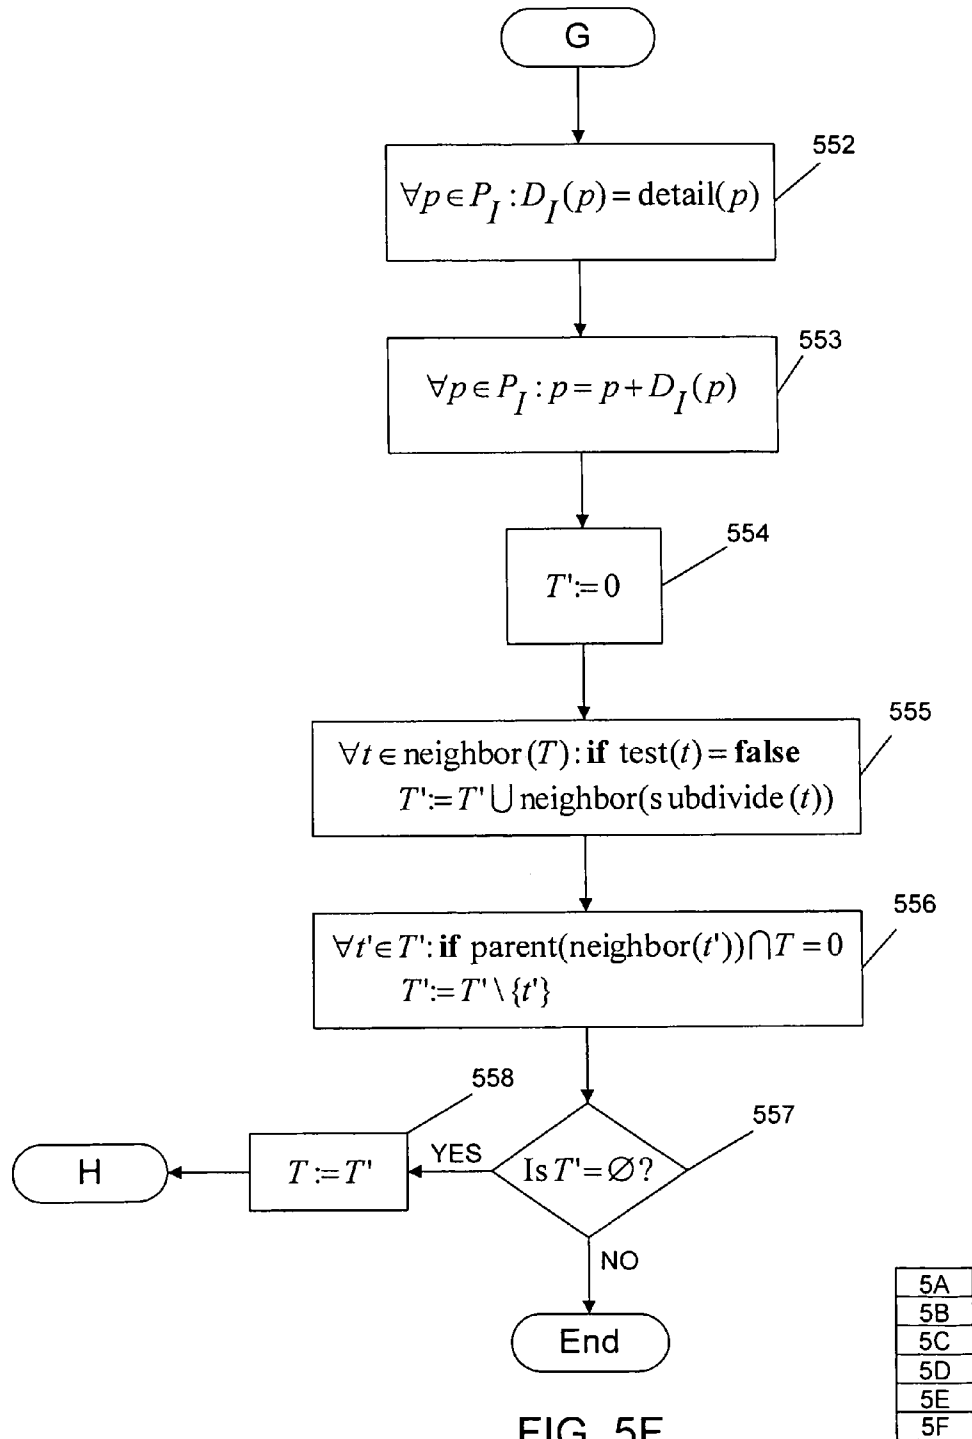 G
552
∀p ∈ P_I : D_I(p) = detail(p)
553
∀p ∈ P_I : p = p + D_I(p)
554
T' := 0
555
∀t ∈ neighbor(T) : if test(t) = false
T' := T' ⋃ neighbor(s ubdivide(t))
556
∀t' ∈ T' : if parent(neighbor(t')) ⋂ T = 0
T' := T' \ {t'}
558
557
H
T := T'
YES
Is T' = ∅?
NO
End
5A
5B
5C
5D
5E
5F